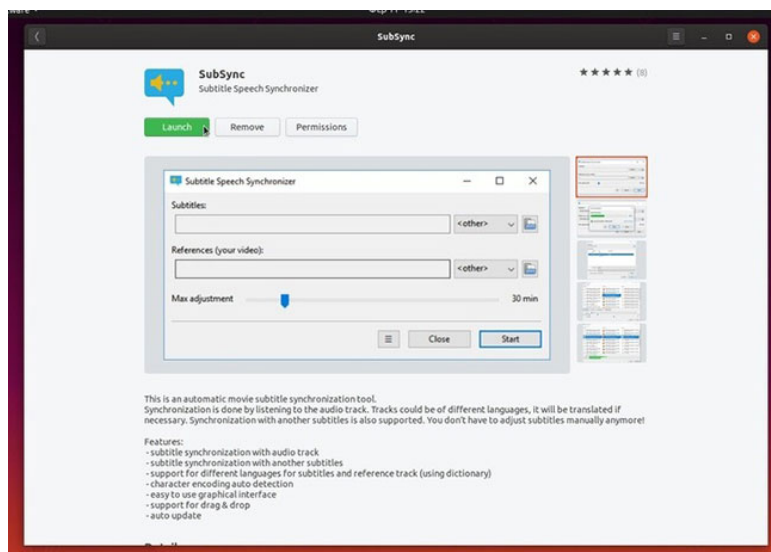 SubSync
SubSync
Subtitle Speech Synchronizer
(8)
Launch
Remove
Permissions
Subtitle Speech Synchronizer
Subtitles:
<other>
References (your video):
<other>
Max adjustment
30 min
Close
Start
This is an automatic movie subtitle synchronization tool.
Synchronization is done by listening to the audio track. Tracks could be of different languages, it will be translated if
necessary. Synchronization with another subtitles is also supported. You don't have to adjust subtitles manually anymore!
Features:
- subtitle synchronization with audio track
- subtitle synchronization with another subtitles
- support for different languages for subtitles and reference track (using dictionary)
- character encoding auto detection
- easy to use graphical interface
- support for drag & drop
- auto update